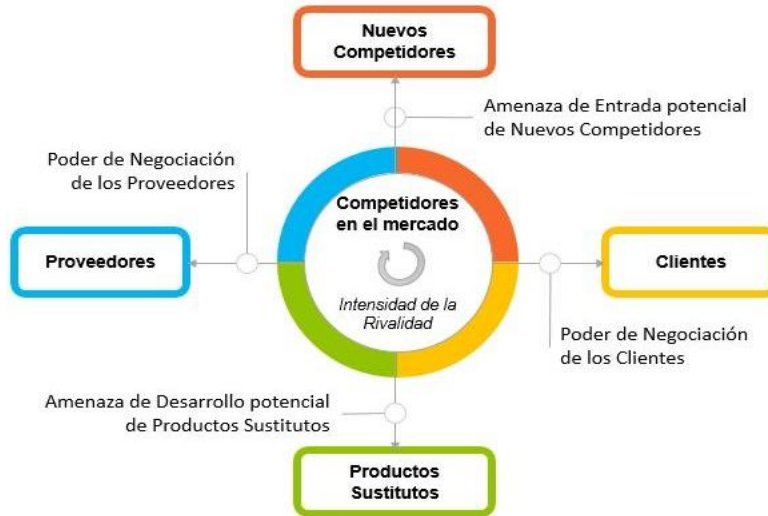 Nuevos
Competidores
Amenaza de Entrada potencial
de Nuevos Competidores
Poder de Negociación
de los Proveedores
Competidores
en el mercado
Proveedores
Clientes
Intensidad de la
Rivalidad
Poder de Negociación
de los Clientes
Amenaza de Desarrollo potencial
de Productos Sustitutos
Productos
Sustitutos